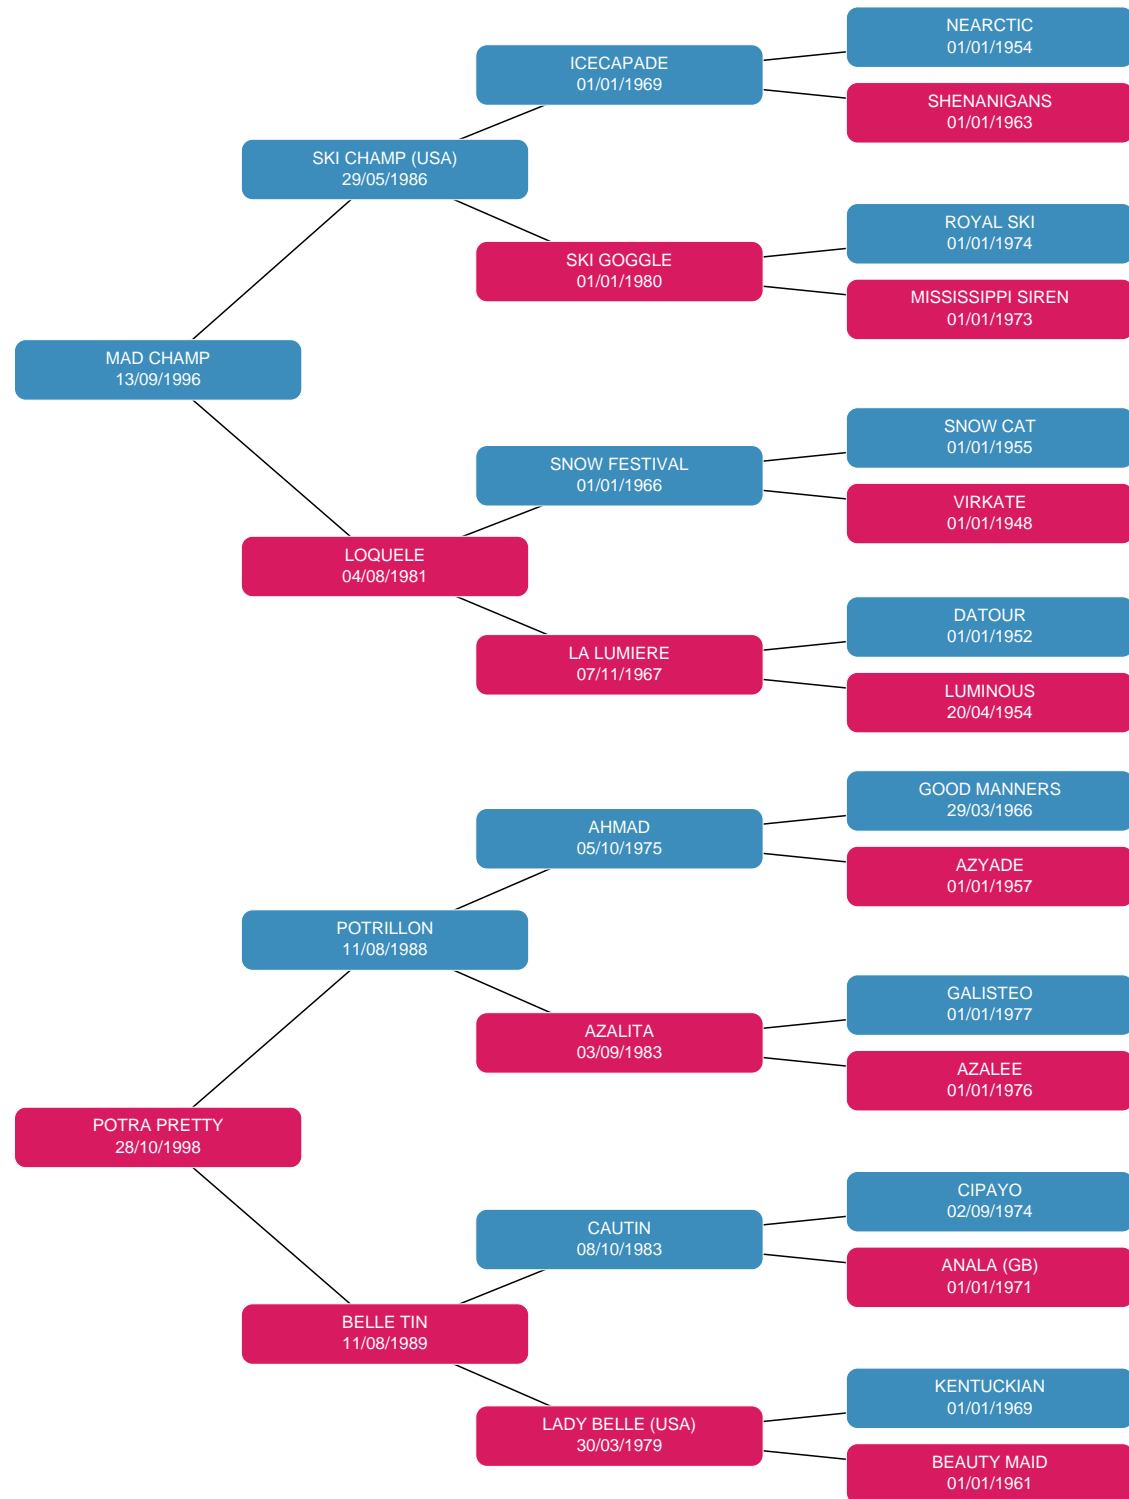 NEARCTIC
01/01/1954
ICECAPADE
01/01/1969
SHENANIGANS
01/01/1963
SKI CHAMP (USA)
29/05/1986
ROYAL SKI
01/01/1974
SKI GOGGLE
01/01/1980
MISSISSIPPI SIREN
01/01/1973
MAD CHAMP
13/09/1996
SNOW CAT
01/01/1955
SNOW FESTIVAL
01/01/1966
VIRKATE
01/01/1948
LOQUELE
04/08/1981
DATOUR
01/01/1952
LA LUMIERE
07/11/1967
LUMINOUS
20/04/1954
GOOD MANNERS
29/03/1966
AHMAD
05/10/1975
AZYADE
01/01/1957
POTRILLON
11/08/1988
GALISTEO
01/01/1977
AZALITA
03/09/1983
AZALEE
01/01/1976
POTRA PRETTY
28/10/1998
CIPAYO
02/09/1974
CAUTIN
08/10/1983
ANALA (GB)
01/01/1971
BELLE TIN
11/08/1989
KENTUCKIAN
01/01/1969
LADY BELLE (USA)
30/03/1979
BEAUTY MAID
01/01/1961